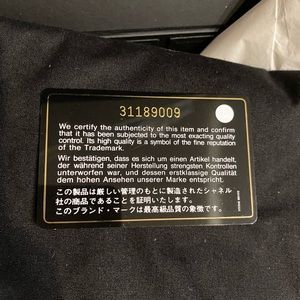 31189009
We certify the authenticity of this item and confirm
that it has been subjected to the most exacting quality
control. Its high quality is a symbol of the fine reputation
of the Trademark.
Wir bestätigen, dass es sich um einen Artikel handelt,
der während seiner Herstellung strengsten Kontrollen
unterworfen war, und dessen erstklassige Qualität
dem hohen Ansehen unserer Marke entspricht.
この製品は厳しい管理のもとに製造されたシャネル
社の商品であることを証明いたします。
このブランド・マークは最高級品質の象徴です。